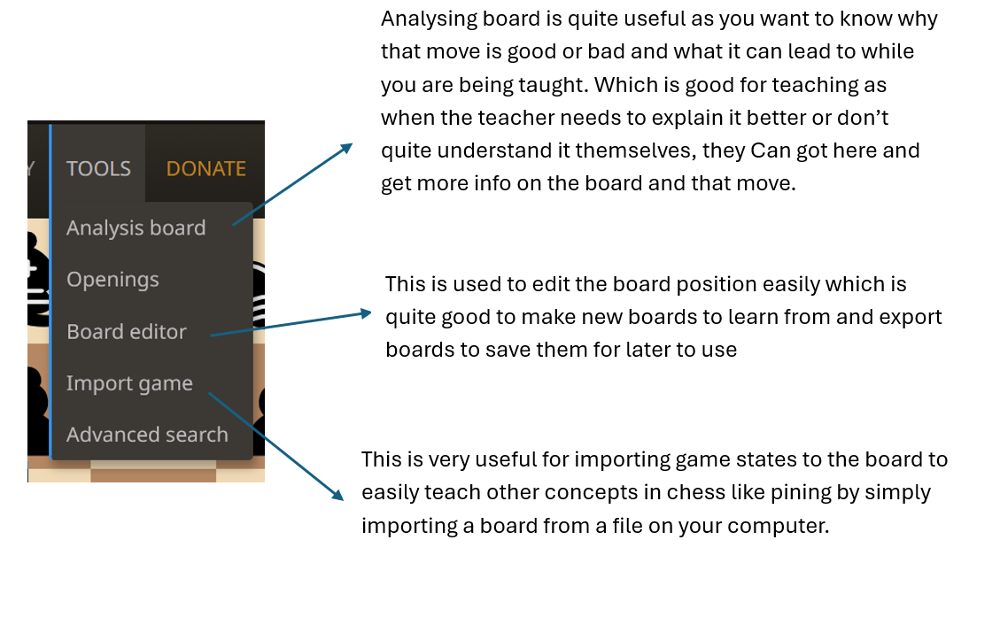 Analysing board is quite useful as you want to know why
that move is good or bad and what it can lead to while
you are being taught. Which is good for teaching as
when the teacher needs to explain it better or don’t
quite understand it themselves, they Can got here and
get more info on the board and that move.
Y TOOLS DONATE
Analysis board
Openings
Board editor
Import game
Advanced search
This is used to edit the board position easily which is
quite good to make new boards to learn from and export
boards to save them for later to use
This is very useful for importing game states to the board to
easily teach other concepts in chess like pining by simply
importing a board from a file on your computer.